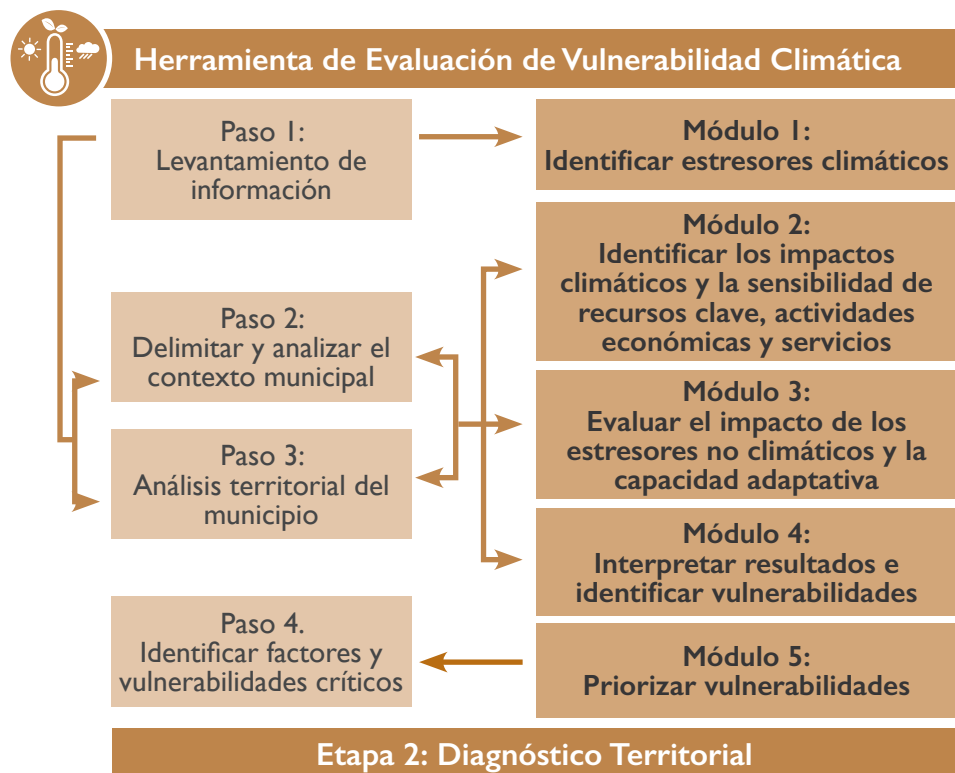 Herramienta de Evaluación de Vulnerabilidad Climática
Paso 1:
Levantamiento de
información
Módulo 1:
Identificar estresores climáticos
Módulo 2:
Identificar los impactos
climáticos y la sensibilidad de
recursos clave, actividades
económicas y servicios
Paso 2:
Delimitar y analizar el
contexto municipal
Módulo 3:
Evaluar el impacto de los
estresores no climáticos y la
capacidad adaptativa
Paso 3:
Análisis territorial del
municipio
Módulo 4:
Interpretar resultados e
identificar vulnerabilidades
Paso 4.
Identificar factores y
vulnerabilidades críticos
Módulo 5:
Priorizar vulnerabilidades
Etapa 2: Diagnóstico Territorial